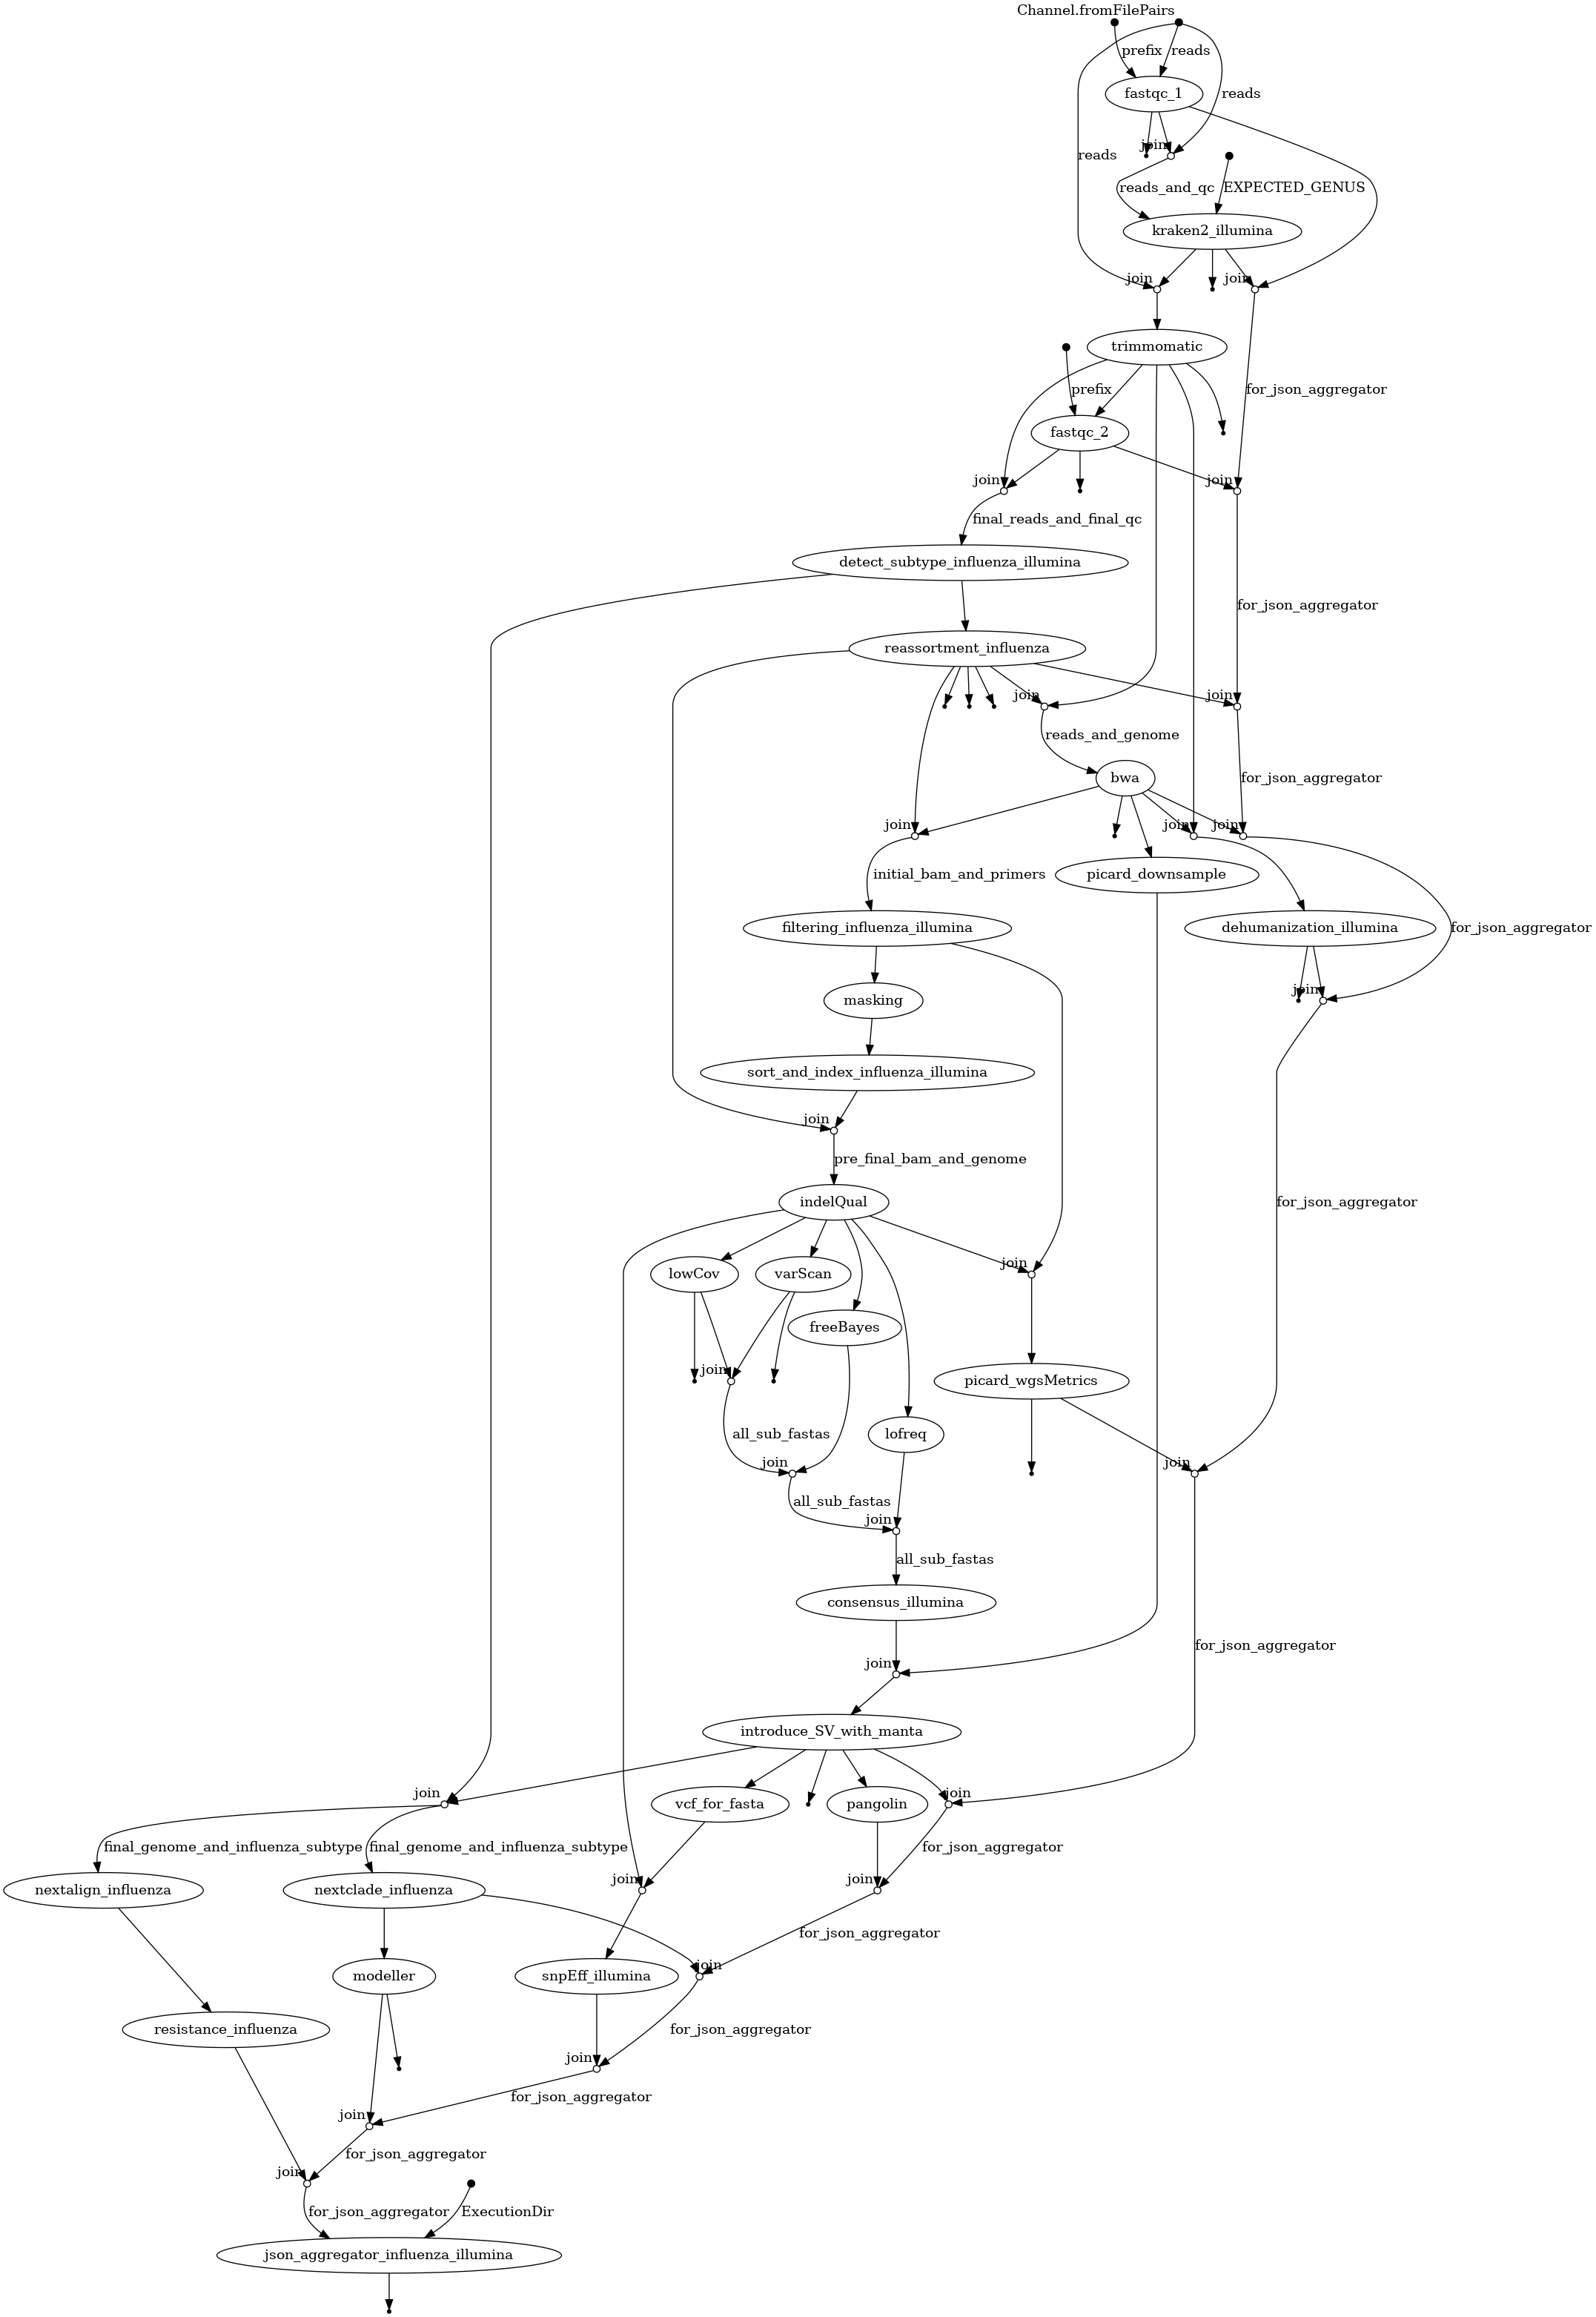 Channel.fromFilePairs
prefix
reads
fastqc_1
reads
join
reads
reads_and_qc
EXPECTED_GENUS
kraken2_illumina
join
join
trimmomatic
prefix
for_json_aggregator
fastqc_2
join
join
final_reads_and_final_qc
detect_subtype_influenza_illumina
for_json_aggregator
reassortment_influenza
join
join
reads_and_genome
bwa
for_json_aggregator
join
join
join
initial_bam_and_primers
picard_downsample
filtering_influenza_illumina
dehumanization_illumina
for_json_aggregator
join
masking
sort_and_index_influenza_illumina
join
pre_final_bam_and_genome
indelQual
for_json_aggregator
join
lowCov
varScan
freeBayes
join
picard_wgsMetrics
all_sub_fastas
lofreq
join
join
all_sub_fastas
join
all_sub_fastas
consensus_illumina
for_json_aggregator
join
introduce_SV_with_manta
join
join
vcf_for_fasta
pangolin
final_genome_and_influenza_subtype
final_genome_and_influenza_subtype
for_json_aggregator
join
join
nextalign_influenza
nextclade_influenza
for_json_aggregator
join
modeller
snpEff_illumina
resistance_influenza
for_json_aggregator
join
for_json_aggregator
join
for_json_aggregator
join
for_json_aggregator
ExecutionDir
json_aggregator_influenza_illumina